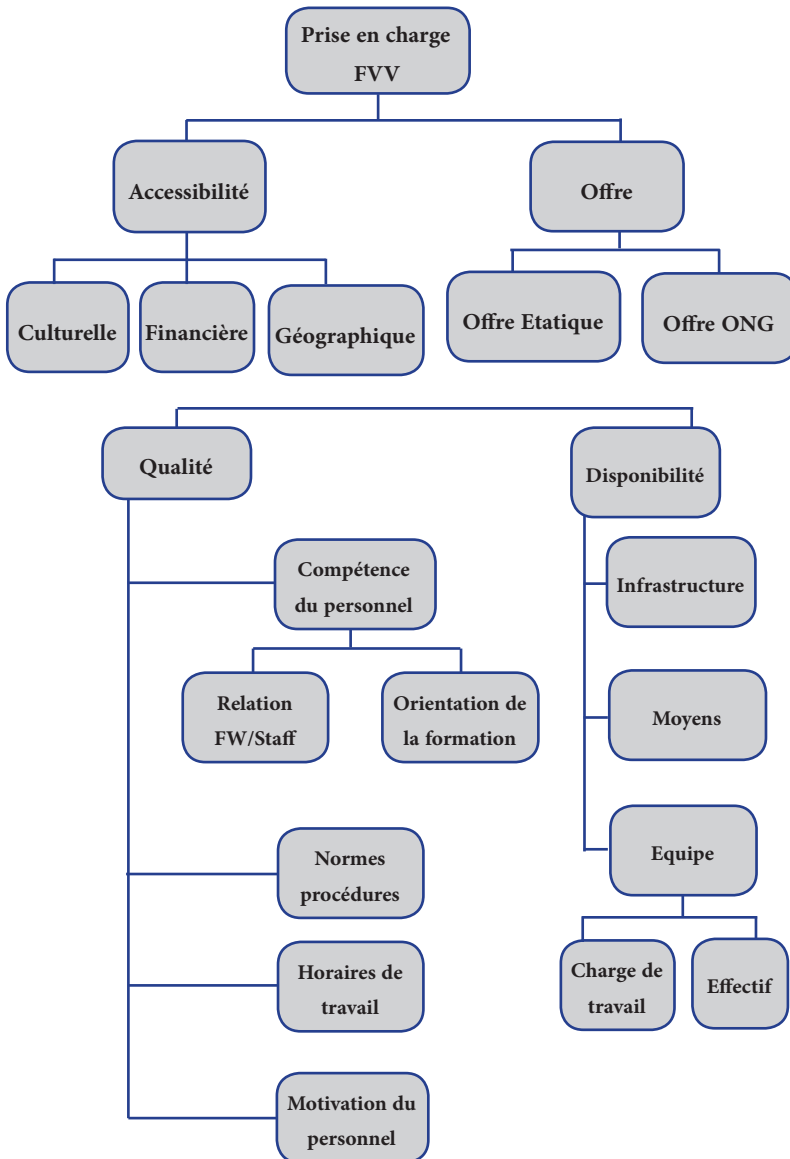 Prise en charge
FVV
Accessibilité
Offre
Culturelle
Financière
Géographique
Offre Etatique
Offre ONG
Qualité
Disponibilité
Compétence
du personnel
Infrastructure
Relation
FW/Staff
Orientation de
la formation
Moyens
Normes
procédures
Equipe
Horaires de
travail
Charge de
travail
Effectif
Motivation du
personnel